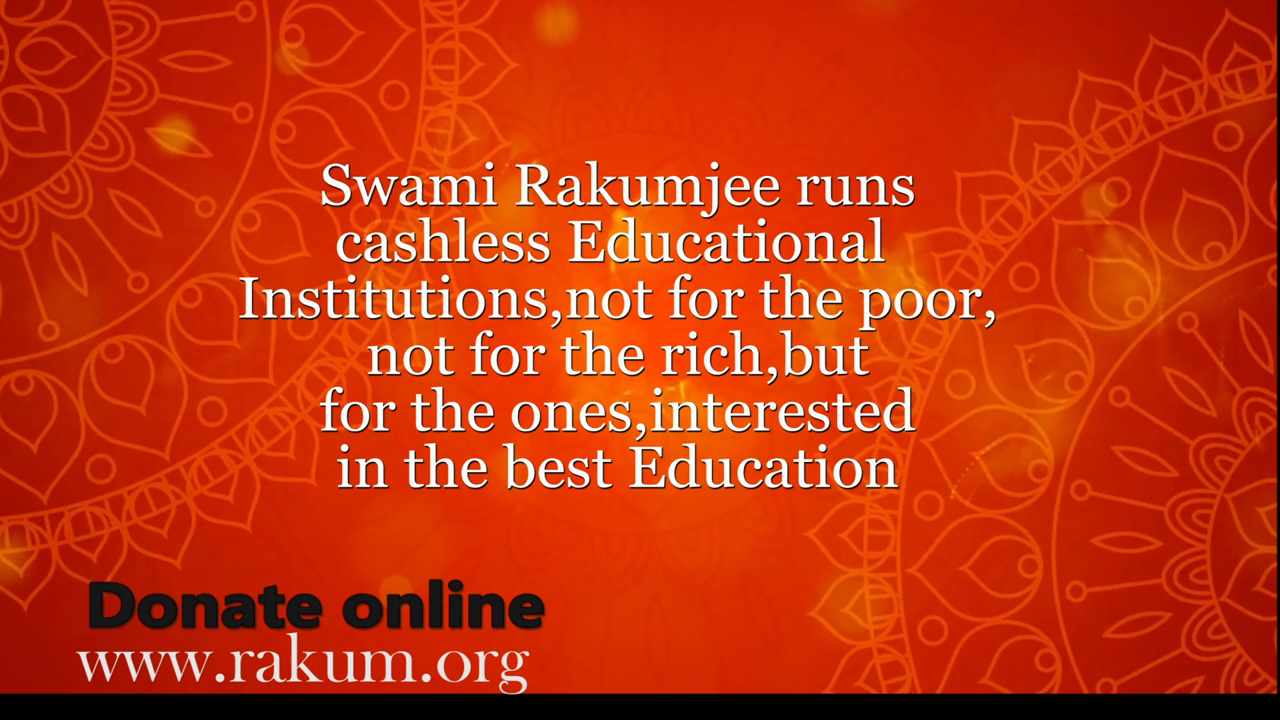 Swami Rakumjee runs
cashless Educational
Institutions,not for the poor,
not for the rich,but
for the ones,interested
in the best Education
Donate online
www.rakum.org